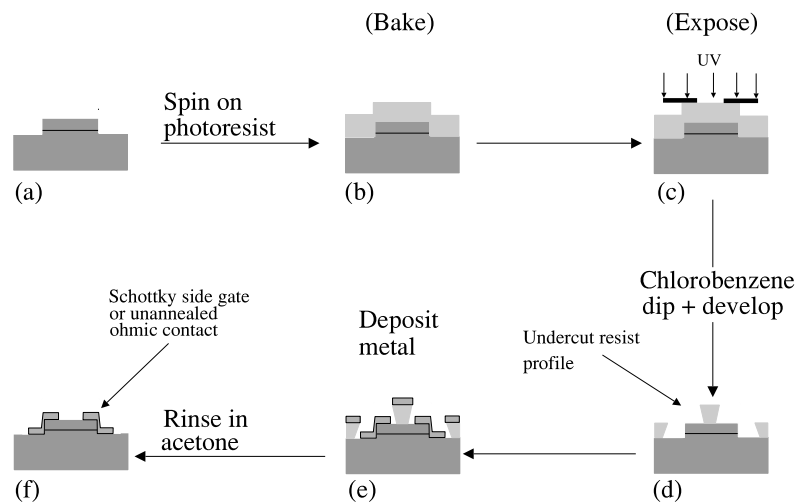 (Bake)
(Expose)
UV
Spin on
photoresist
(a)
(b)
(c)
Chlorobenzene
dip + develop
Schottky side gate
or unannealed
ohmic contact
Deposit
metal
Undercut resist
profile
Rinse in
acetone
(f)
(e)
(d)